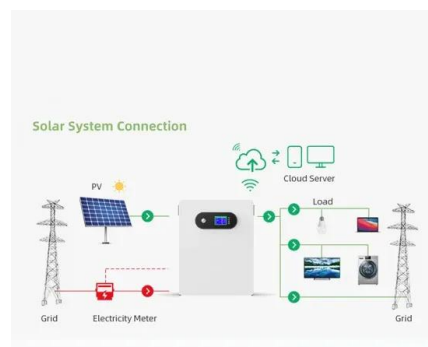 Solar System Connection
PV
Cloud Server
Load
Grid
Electricity Meter
Grid